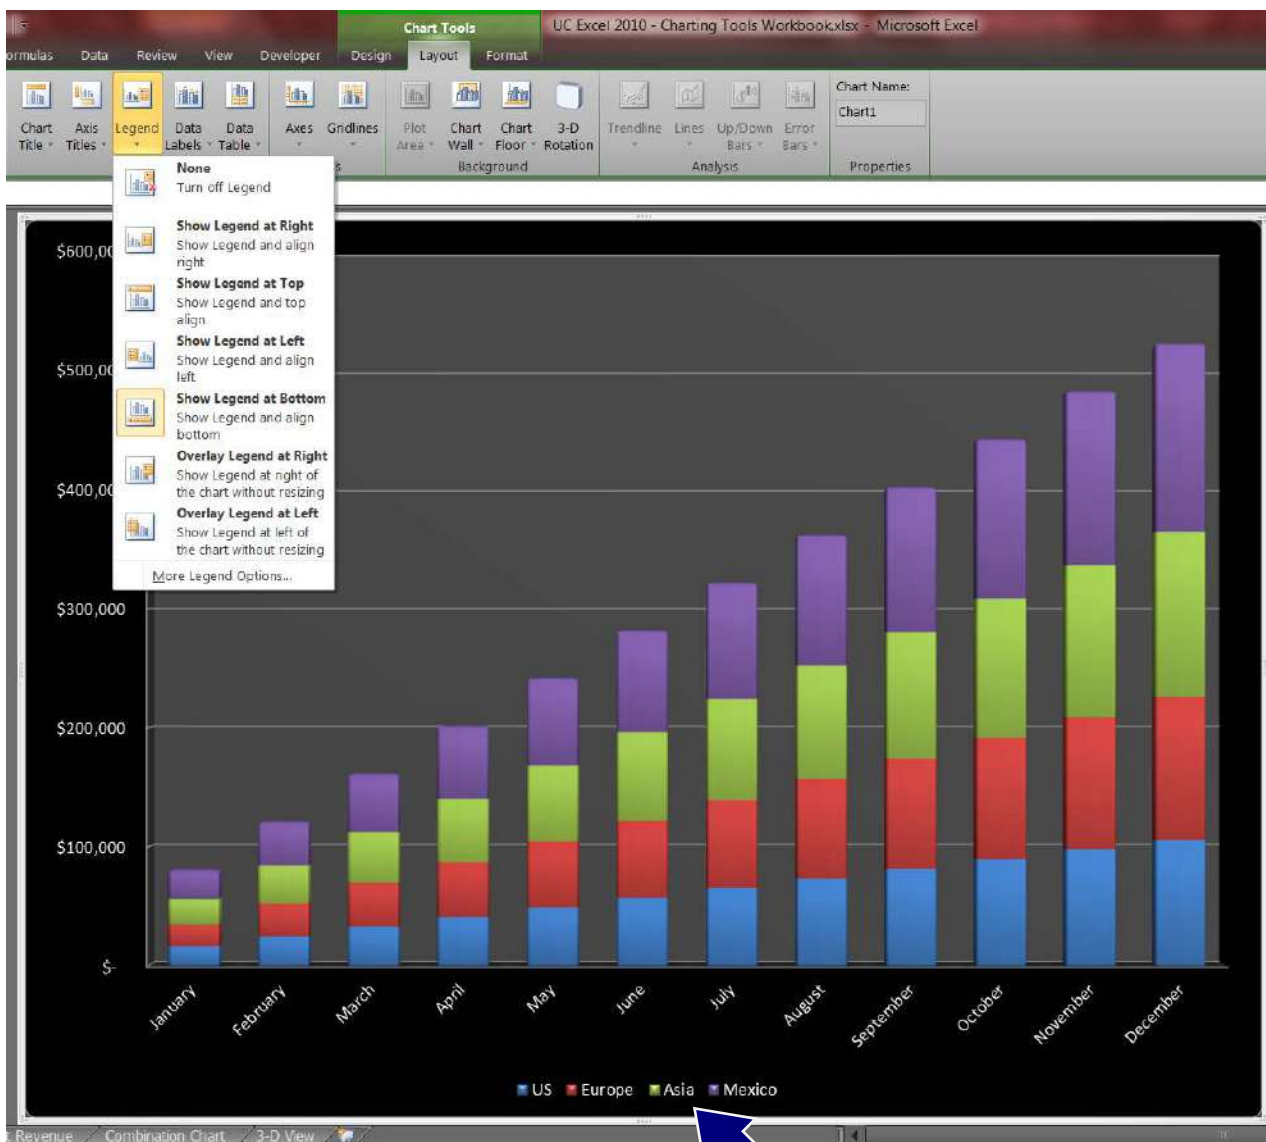 Chart Tools
UC Excel 2010 - Charting Tools Workbook.xlsx - Microsoft Excel
ormulas Data Review View Developer Design Layout Format
Chart Title
Axis Titles
Legend
Data Labels
Data Table
Axes
Gridlines
Plot Area
Chart Wall
Chart Floor
3-D Rotation
Trendline
Lines
Up/Down Bars
Error Bars
Chart Name:
Chart1
s
Background
Analysis
Properties
None
Turn off Legend
Show Legend at Right
Show Legend and align
right
Show Legend at Top
Show Legend and top
align
Show Legend at Left
Show Legend and align
left
Show Legend at Bottom
Show Legend and align
bottom
Overlay Legend at Right
Show Legend at right of
the chart without resizing
Overlay Legend at Left
Show Legend at left of
the chart without resizing
More Legend Options...
$600,00
$500,00
$400,00
$300,000
$200,000
$100,000
$-
January February March April May June July August September October November December
US Europe Asia Mexico
t Revenue Combination Chart 3-D View